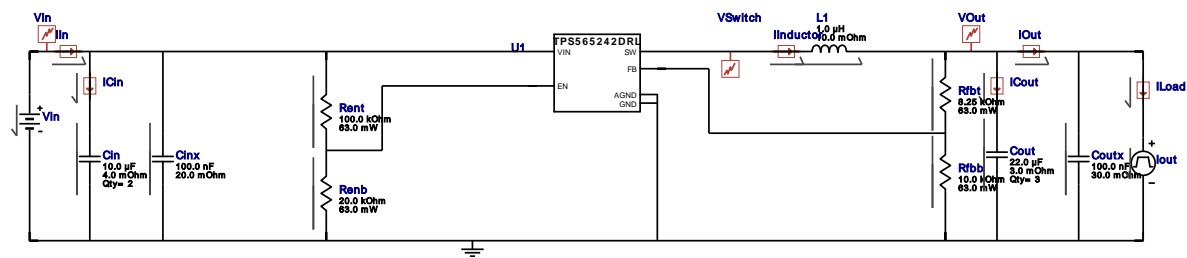 Vin
Iin
ICin
Vin
+
-
Cin
10.0 µF
4.0 mOhm
Qty= 2
Cinx
100.0 nF
20.0 mOhm
Rent
100.0 kOhm
63.0 mW
Renb
20.0 kOhm
63.0 mW
U1
TPS565242DRL
VIN
EN
SW
FB
AGND
GND
VSwitch
IInductor
L1
1.0 µH
10.0 mOhm
VOut
IOut
Rfbt
8.25 kOhm
63.0 mW
Rfbb
10.0 kOhm
63.0 mW
ICout
Cout
22.0 µF
3.0 mOhm
Qty= 3
Coutx
100.0 nF
30.0 mOhm
ILoad
+
Iout
-